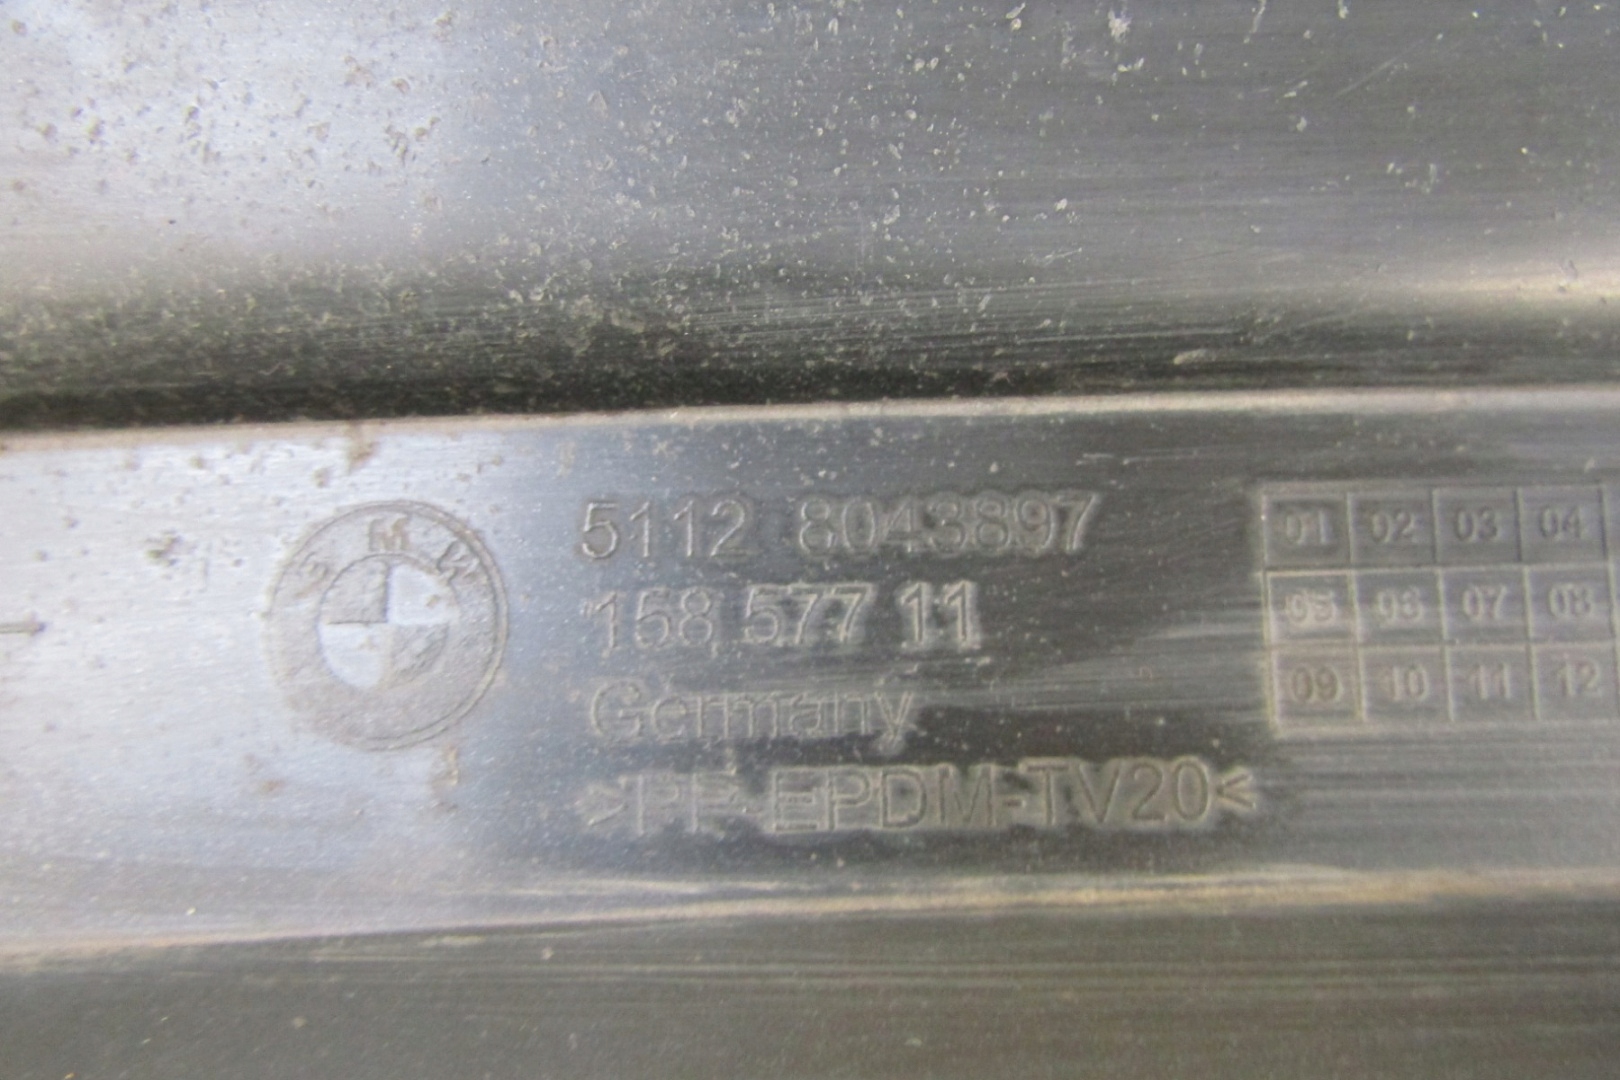 BMW
5112 8043897
158 577 11
Germany
>PP-EPDM-TV20<
01 02 03 04
05 06 07 08
09 10 11 12